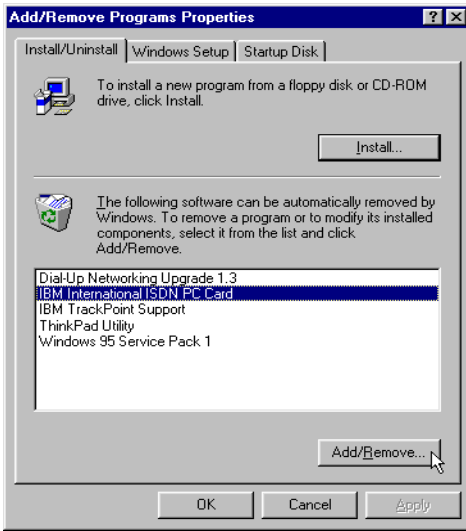 Add/Remove Programs Properties
Install/Uninstall Windows Setup Startup Disk
To install a new program from a floppy disk or CD-ROM
drive, click Install.
Install...
The following software can be automatically removed by
Windows. To remove a program or to modify its installed
components, select it from the list and click
Add/Remove.
Dial-Up Networking Upgrade 1.3
IBM International ISDN PC Card
IBM TrackPoint Support
ThinkPad Utility
Windows 95 Service Pack 1
Add/Remove...
OK Cancel Apply